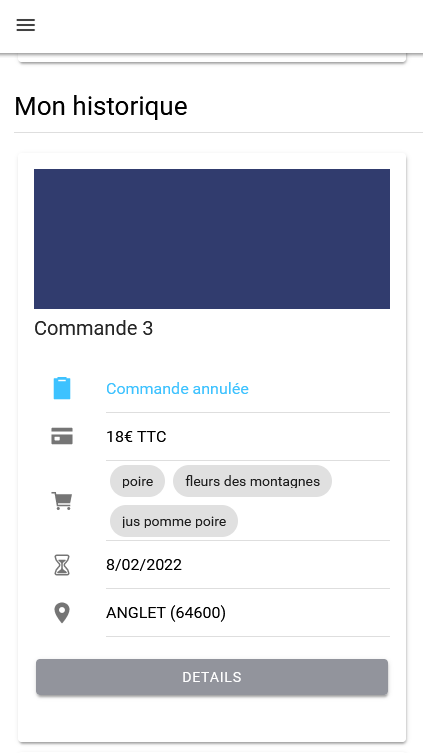 Mon historique
Commande 3
Commande annulée
18€ TTC
poire fleurs des montagnes
jus pomme poire
8/02/2022
ANGLET (64600)
DETAILS